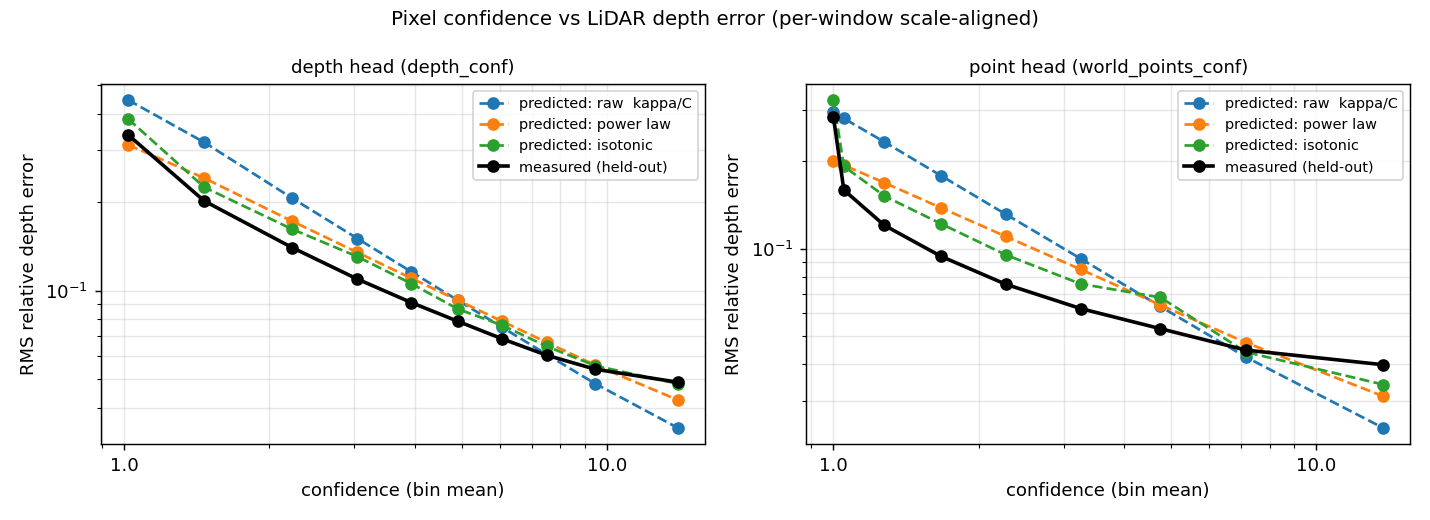 Pixel confidence vs LiDAR depth error (per-window scale-aligned)
depth head (depth_conf)
RMS relative depth error
10⁻¹
predicted: raw  kappa/C
predicted: power law
predicted: isotonic
measured (held-out)
1.0
10.0
confidence (bin mean)
point head (world_points_conf)
RMS relative depth error
10⁻¹
predicted: raw  kappa/C
predicted: power law
predicted: isotonic
measured (held-out)
1.0
10.0
confidence (bin mean)